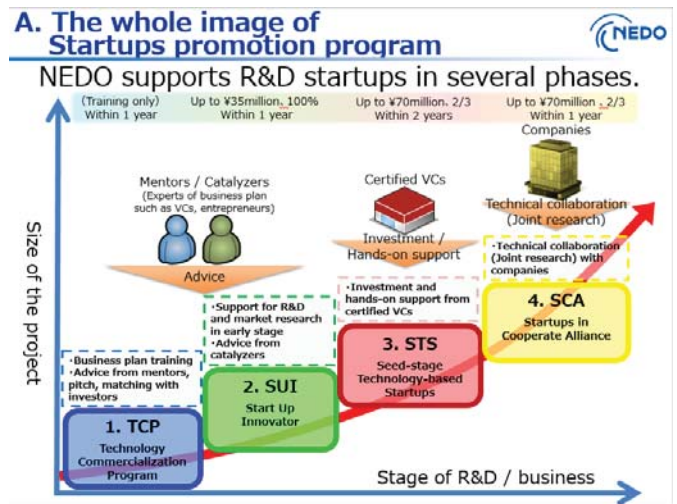 A. The whole image of
Startups promotion program
NEDO
NEDO supports R&D startups in several phases.
(Training only)
Within 1 year
Up to ¥35million, 100%
Within 1 year
Up to ¥70million. 2/3
Within 2 years
Up to ¥70million , 2/3
Within 1 year
Companies
Mentors / Catalyzers
(Experts of business plan
such as VCs, entrepreneurs)
Certified VCs
Technical collaboration
(Joint research)
Investment /
Hands-on support
Advice
Size of the project
・Technical collaboration
(Joint research) with
companies
4. SCA
Startups in
Cooperate Alliance
・Investment and
hands-on support from
certified VCs
3. STS
Seed-stage
Technology-based
Startups
・Support for R&D
and market research
in early stage
・Advice from
catalyzers
2. SUI
Start Up
Innovator
・Business plan training
・Advice from mentors,
pitch, matching with
investors
1. TCP
Technology
Commercialization
Program
Stage of R&D / business